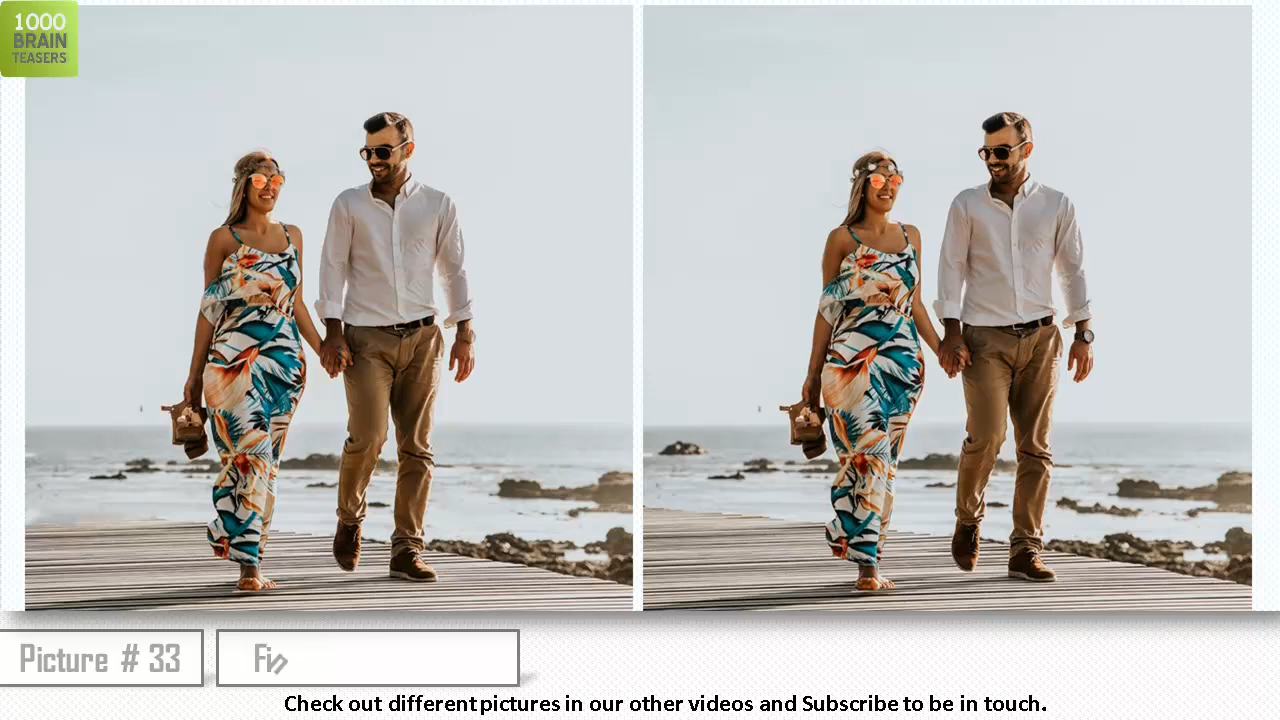 1000
BRAIN
TEASERS
Picture # 33
Check out different pictures in our other videos and Subscribe to be in touch.